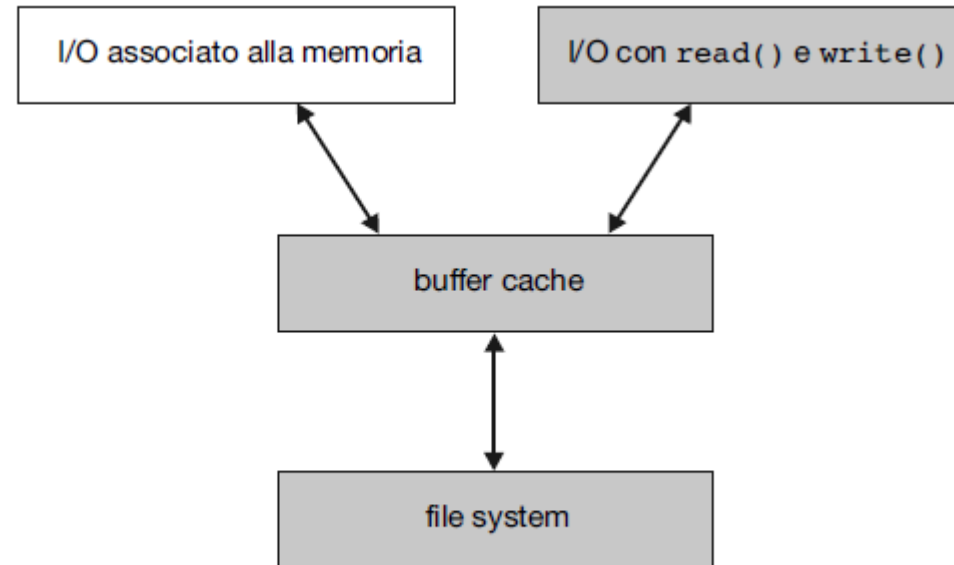 I/O associato alla memoria
I/O con read() e write()
buffer cache
file system